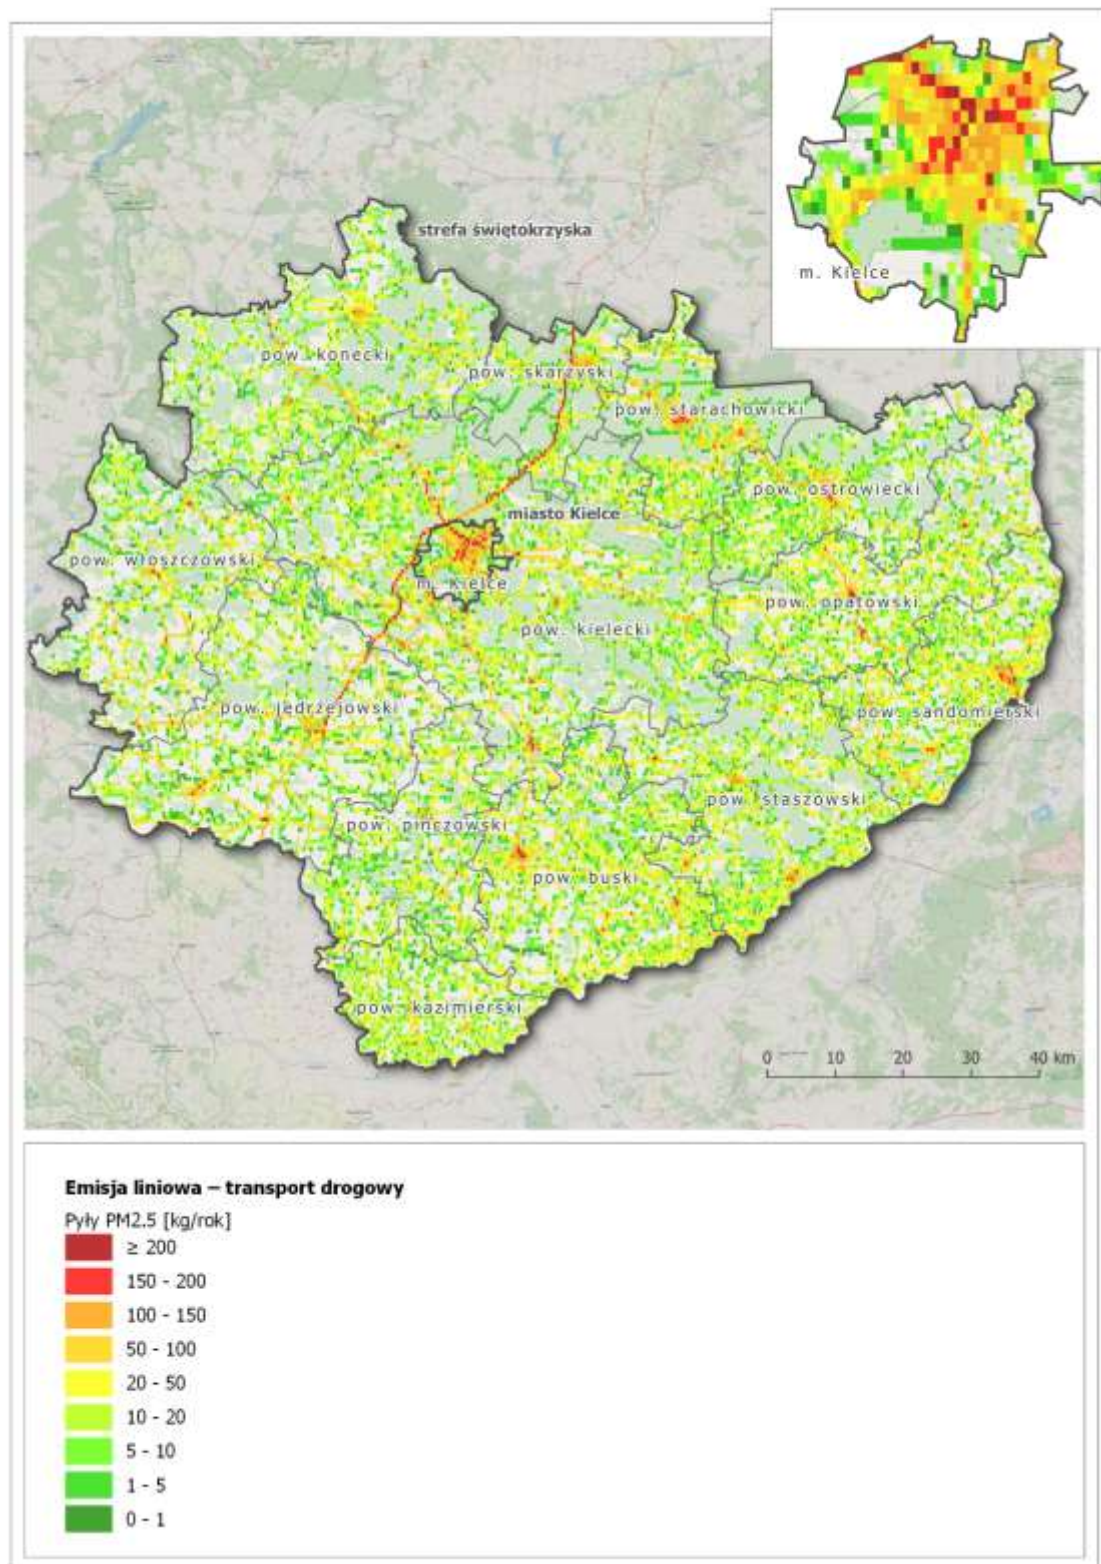 m. Kielce
strefa świętokrzyska
pow. konecki
pow. skarżyski
pow. starachowicki
pow. ostrowiecki
miasto Kielce
pow. włoszczowski
m. Kielce
pow. opatowski
pow. kielecki
pow. jędrzejowski
pow. sandomierski
pow. staszowski
pow. pińczowski
pow. buski
pow. kazimierski
0 10 20 30 40 km
Emisja liniowa – transport drogowy
Pyły PM2.5 [kg/rok]
≥ 200
150 - 200
100 - 150
50 - 100
20 - 50
10 - 20
5 - 10
1 - 5
0 - 1